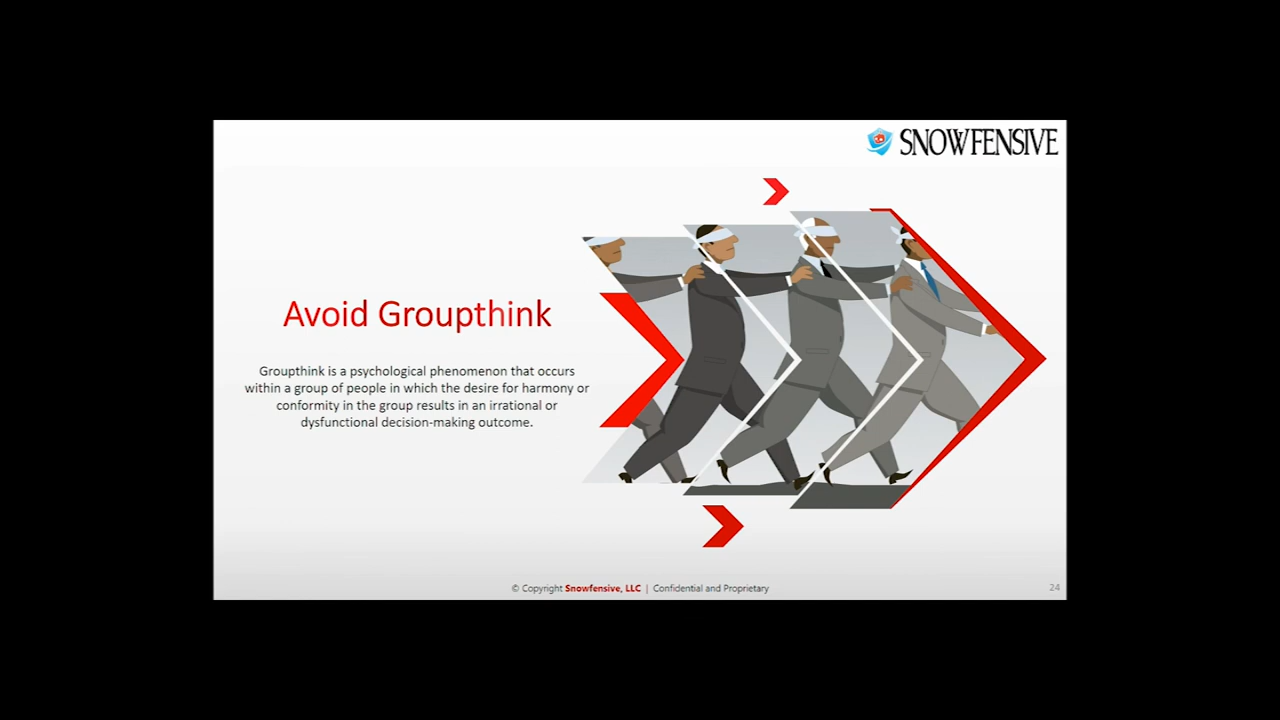 SNOWFENSIVE
Avoid Groupthink
Groupthink is a psychological phenomenon that occurs
within a group of people in which the desire for harmony or
conformity in the group results in an irrational or
dysfunctional decision-making outcome.
© Copyright Snowfensive, LLC | Confidential and Proprietary
24